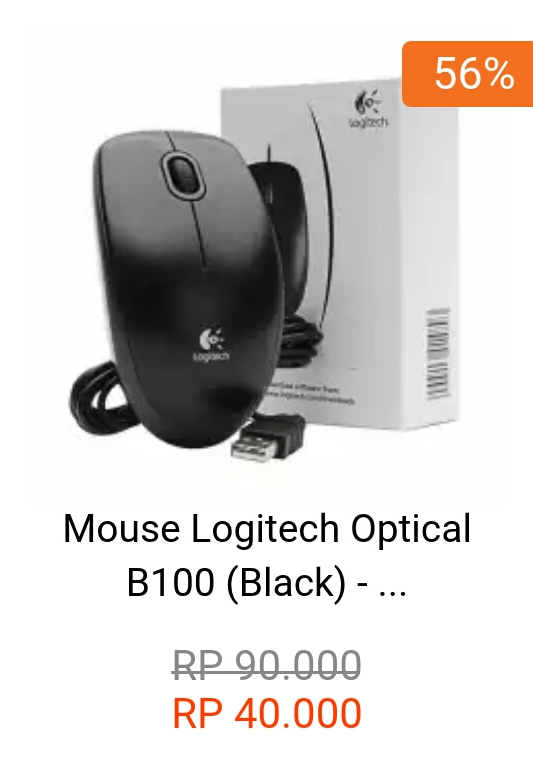 56%
Logitech
Logitech
Mouse Logitech Optical
B100 (Black) - ...
RP 90.000
RP 40.000